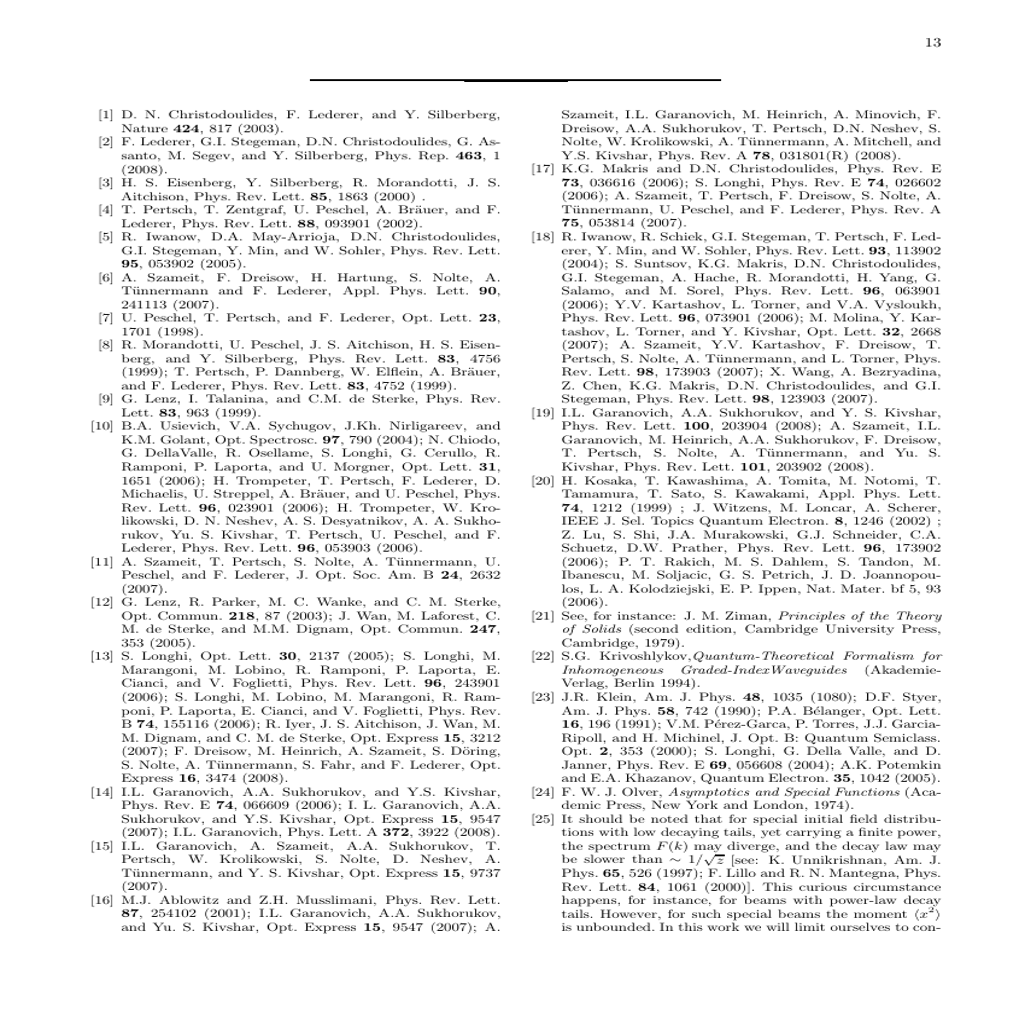 13
[1] D. N. Christodoulides, F. Lederer, and Y. Silberberg,
Nature 424, 817 (2003).
[2] F. Lederer, G.I. Stegeman, D.N. Christodoulides, G. As-
santo, M. Segev, and Y. Silberberg, Phys. Rep. 463, 1
(2008).
[3] H. S. Eisenberg, Y. Silberberg, R. Morandotti, J. S.
Aitchison, Phys. Rev. Lett. 85, 1863 (2000) .
[4] T. Pertsch, T. Zentgraf, U. Peschel, A. Bräuer, and F.
Lederer, Phys. Rev. Lett. 88, 093901 (2002).
[5] R. Iwanow, D.A. May-Arrioja, D.N. Christodoulides,
G.I. Stegeman, Y. Min, and W. Sohler, Phys. Rev. Lett.
95, 053902 (2005).
[6] A. Szameit, F. Dreisow, H. Hartung, S. Nolte, A.
Tünnermann and F. Lederer, Appl. Phys. Lett. 90,
241113 (2007).
[7] U. Peschel, T. Pertsch, and F. Lederer, Opt. Lett. 23,
1701 (1998).
[8] R. Morandotti, U. Peschel, J. S. Aitchison, H. S. Eisen-
berg, and Y. Silberberg, Phys. Rev. Lett. 83, 4756
(1999); T. Pertsch, P. Dannberg, W. Elflein, A. Bräuer,
and F. Lederer, Phys. Rev. Lett. 83, 4752 (1999).
[9] G. Lenz, I. Talanina, and C.M. de Sterke, Phys. Rev.
Lett. 83, 963 (1999).
[10] B.A. Usievich, V.A. Sychugov, J.Kh. Nirligareev, and
K.M. Golant, Opt. Spectrosc. 97, 790 (2004); N. Chiodo,
G. DellaValle, R. Osellame, S. Longhi, G. Cerullo, R.
Ramponi, P. Laporta, and U. Morgner, Opt. Lett. 31,
1651 (2006); H. Trompeter, T. Pertsch, F. Lederer, D.
Michaelis, U. Streppel, A. Bräuer, and U. Peschel, Phys.
Rev. Lett. 96, 023901 (2006); H. Trompeter, W. Kro-
likowski, D. N. Neshev, A. S. Desyatnikov, A. A. Sukho-
rukov, Yu. S. Kivshar, T. Pertsch, U. Peschel, and F.
Lederer, Phys. Rev. Lett. 96, 053903 (2006).
[11] A. Szameit, T. Pertsch, S. Nolte, A. Tünnermann, U.
Peschel, and F. Lederer, J. Opt. Soc. Am. B 24, 2632
(2007).
[12] G. Lenz, R. Parker, M. C. Wanke, and C. M. Sterke,
Opt. Commun. 218, 87 (2003); J. Wan, M. Laforest, C.
M. de Sterke, and M.M. Dignam, Opt. Commun. 247,
353 (2005).
[13] S. Longhi, Opt. Lett. 30, 2137 (2005); S. Longhi, M.
Marangoni, M. Lobino, R. Ramponi, P. Laporta, E.
Cianci, and V. Foglietti, Phys. Rev. Lett. 96, 243901
(2006); S. Longhi, M. Lobino, M. Marangoni, R. Ram-
poni, P. Laporta, E. Cianci, and V. Foglietti, Phys. Rev.
B 74, 155116 (2006); R. Iyer, J. S. Aitchison, J. Wan, M.
M. Dignam, and C. M. de Sterke, Opt. Express 15, 3212
(2007); F. Dreisow, M. Heinrich, A. Szameit, S. Döring,
S. Nolte, A. Tünnermann, S. Fahr, and F. Lederer, Opt.
Express 16, 3474 (2008).
[14] I.L. Garanovich, A.A. Sukhorukov, and Y.S. Kivshar,
Phys. Rev. E 74, 066609 (2006); I. L. Garanovich, A.A.
Sukhorukov, and Y.S. Kivshar, Opt. Express 15, 9547
(2007); I.L. Garanovich, Phys. Lett. A 372, 3922 (2008).
[15] I.L. Garanovich, A. Szameit, A.A. Sukhorukov, T.
Pertsch, W. Krolikowski, S. Nolte, D. Neshev, A.
Tünnermann, and Y. S. Kivshar, Opt. Express 15, 9737
(2007).
[16] M.J. Ablowitz and Z.H. Musslimani, Phys. Rev. Lett.
87, 254102 (2001); I.L. Garanovich, A.A. Sukhorukov,
and Yu. S. Kivshar, Opt. Express 15, 9547 (2007); A.
Szameit, I.L. Garanovich, M. Heinrich, A. Minovich, F.
Dreisow, A.A. Sukhorukov, T. Pertsch, D.N. Neshev, S.
Nolte, W. Krolikowski, A. Tünnermann, A. Mitchell, and
Y.S. Kivshar, Phys. Rev. A 78, 031801(R) (2008).
[17] K.G. Makris and D.N. Christodoulides, Phys. Rev. E
73, 036616 (2006); S. Longhi, Phys. Rev. E 74, 026602
(2006); A. Szameit, T. Pertsch, F. Dreisow, S. Nolte, A.
Tünnermann, U. Peschel, and F. Lederer, Phys. Rev. A
75, 053814 (2007).
[18] R. Iwanow, R. Schiek, G.I. Stegeman, T. Pertsch, F. Led-
erer, Y. Min, and W. Sohler, Phys. Rev. Lett. 93, 113902
(2004); S. Suntsov, K.G. Makris, D.N. Christodoulides,
G.I. Stegeman, A. Hache, R. Morandotti, H. Yang, G.
Salamo, and M. Sorel, Phys. Rev. Lett. 96, 063901
(2006); Y.V. Kartashov, L. Torner, and V.A. Vysloukh,
Phys. Rev. Lett. 96, 073901 (2006); M. Molina, Y. Kar-
tashov, L. Torner, and Y. Kivshar, Opt. Lett. 32, 2668
(2007); A. Szameit, Y.V. Kartashov, F. Dreisow, T.
Pertsch, S. Nolte, A. Tünnermann, and L. Torner, Phys.
Rev. Lett. 98, 173903 (2007); X. Wang, A. Bezryadina,
Z. Chen, K.G. Makris, D.N. Christodoulides, and G.I.
Stegeman, Phys. Rev. Lett. 98, 123903 (2007).
[19] I.L. Garanovich, A.A. Sukhorukov, and Y. S. Kivshar,
Phys. Rev. Lett. 100, 203904 (2008); A. Szameit, I.L.
Garanovich, M. Heinrich, A.A. Sukhorukov, F. Dreisow,
T. Pertsch, S. Nolte, A. Tünnermann, and Yu. S.
Kivshar, Phys. Rev. Lett. 101, 203902 (2008).
[20] H. Kosaka, T. Kawashima, A. Tomita, M. Notomi, T.
Tamamura, T. Sato, S. Kawakami, Appl. Phys. Lett.
74, 1212 (1999) ; J. Witzens, M. Loncar, A. Scherer,
IEEE J. Sel. Topics Quantum Electron. 8, 1246 (2002) ;
Z. Lu, S. Shi, J.A. Murakowski, G.J. Schneider, C.A.
Schuetz, D.W. Prather, Phys. Rev. Lett. 96, 173902
(2006); P. T. Rakich, M. S. Dahlem, S. Tandon, M.
Ibanescu, M. Soljacic, G. S. Petrich, J. D. Joannopou-
los, L. A. Kolodziejski, E. P. Ippen, Nat. Mater. bf 5, 93
(2006).
[21] See, for instance: J. M. Ziman, Principles of the Theory
of Solids (second edition, Cambridge University Press,
Cambridge, 1979).
[22] S.G. Krivoshlykov,Quantum-Theoretical Formalism for
Inhomogeneous Graded-IndexWaveguides (Akademie-
Verlag, Berlin 1994).
[23] J.R. Klein, Am. J. Phys. 48, 1035 (1080); D.F. Styer,
Am. J. Phys. 58, 742 (1990); P.A. Bélanger, Opt. Lett.
16, 196 (1991); V.M. Pérez-Garca, P. Torres, J.J. Garcia-
Ripoll, and H. Michinel, J. Opt. B: Quantum Semiclass.
Opt. 2, 353 (2000); S. Longhi, G. Della Valle, and D.
Janner, Phys. Rev. E 69, 056608 (2004); A.K. Potemkin
and E.A. Khazanov, Quantum Electron. 35, 1042 (2005).
[24] F. W. J. Olver, Asymptotics and Special Functions (Aca-
demic Press, New York and London, 1974).
[25] It should be noted that for special initial field distribu-
tions with low decaying tails, yet carrying a finite power,
the spectrum F(k) may diverge, and the decay law may
be slower than ∼ 1/√z [see: K. Unnikrishnan, Am. J.
Phys. 65, 526 (1997); F. Lillo and R. N. Mantegna, Phys.
Rev. Lett. 84, 1061 (2000)]. This curious circumstance
happens, for instance, for beams with power-law decay
tails. However, for such special beams the moment ⟨x²⟩
is unbounded. In this work we will limit ourselves to con-